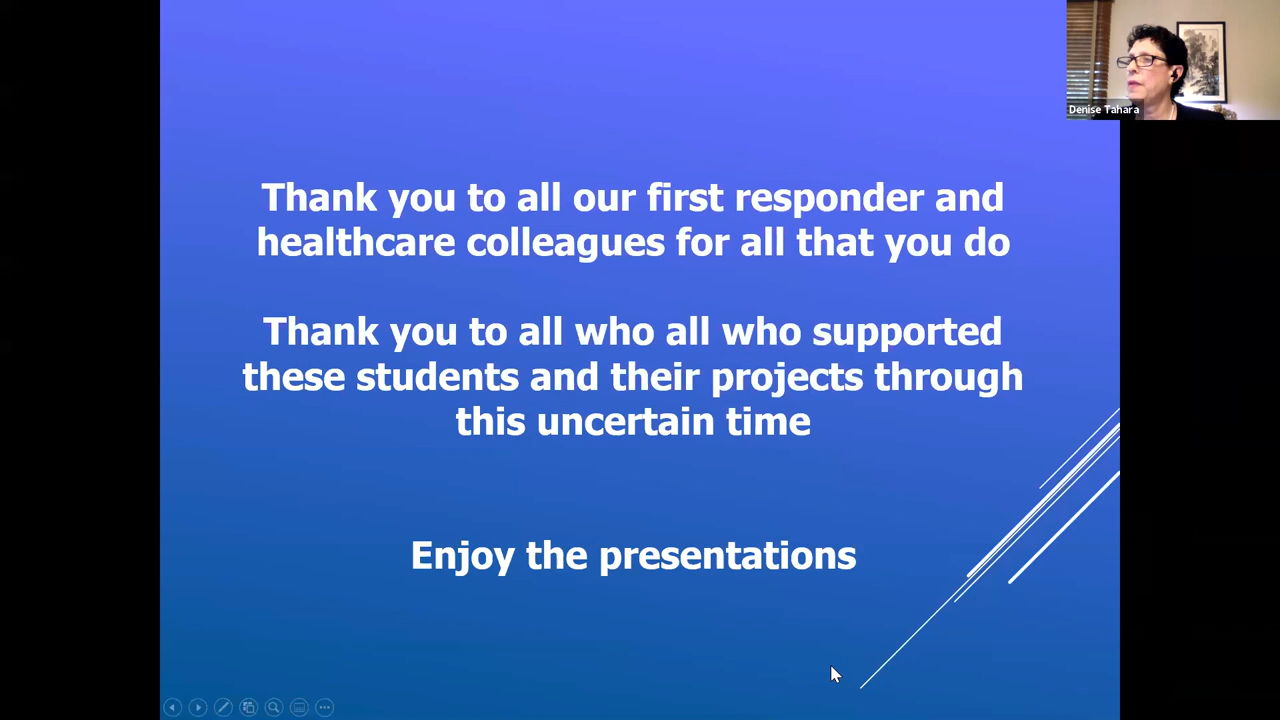 Denise Tahara
Thank you to all our first responder and
healthcare colleagues for all that you do
Thank you to all who all who supported
these students and their projects through
this uncertain time
Enjoy the presentations